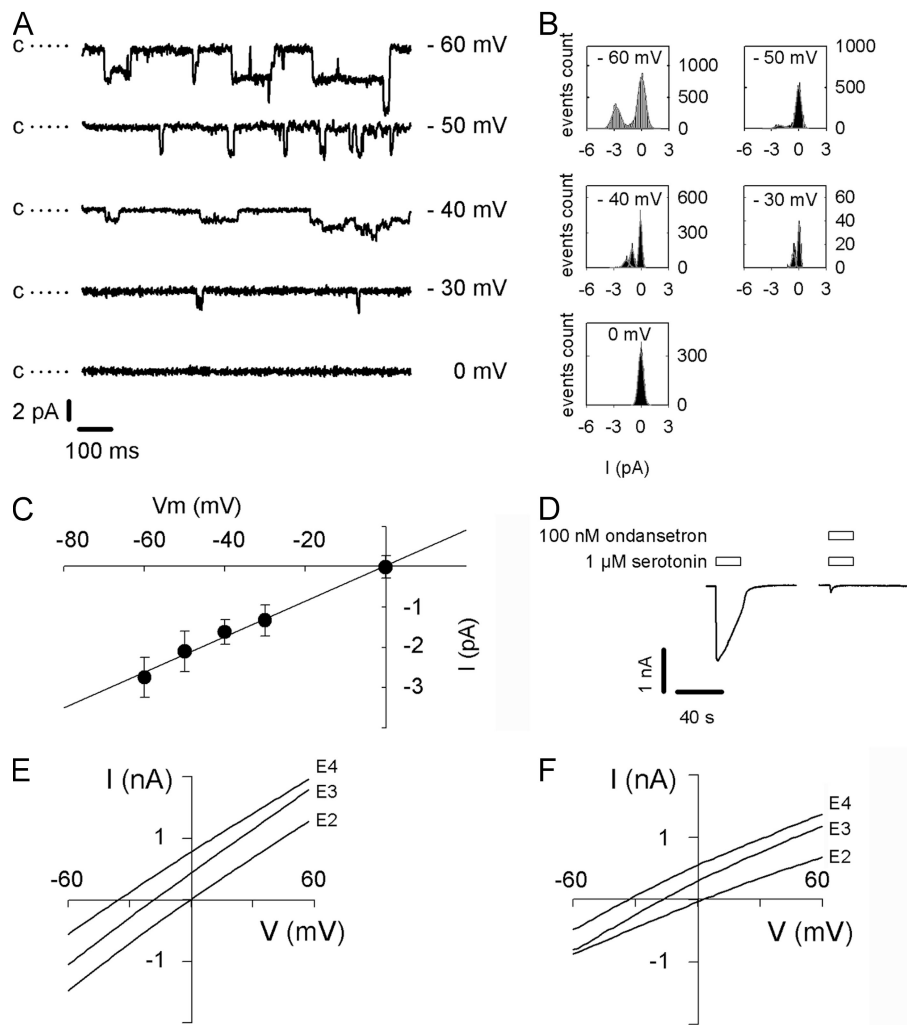 A
c ····· - 60 mV
c ····· - 50 mV
c ····· - 40 mV
c ····· - 30 mV
c ····· 0 mV
2 pA
100 ms
B
events count
- 60 mV
1000
500
0
-6 -3 0 3
- 50 mV
1000
500
0
-6 -3 0 3
events count
- 40 mV
600
300
0
-6 -3 0 3
- 30 mV
60
40
20
0
-6 -3 0 3
events count
0 mV
300
0
-6 -3 0 3
I (pA)
C
Vm (mV)
-80 -60 -40 -20
-1
-2
-3
I (pA)
D
100 nM ondansetron
1 µM serotonin
1 nA
40 s
E
I (nA)
E4
E3
E2
1
-60 60
V (mV)
-1
F
I (nA)
E4
E3
E2
1
-60 60
V (mV)
-1